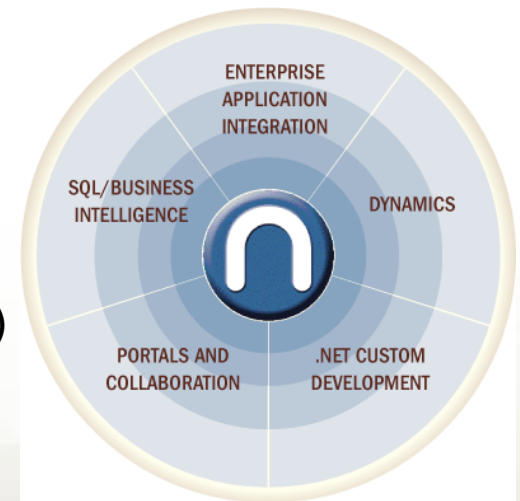 ENTERPRISE
APPLICATION
INTEGRATION
SQL/BUSINESS
INTELLIGENCE
DYNAMICS
PORTALS AND
COLLABORATION
.NET CUSTOM
DEVELOPMENT
n
)